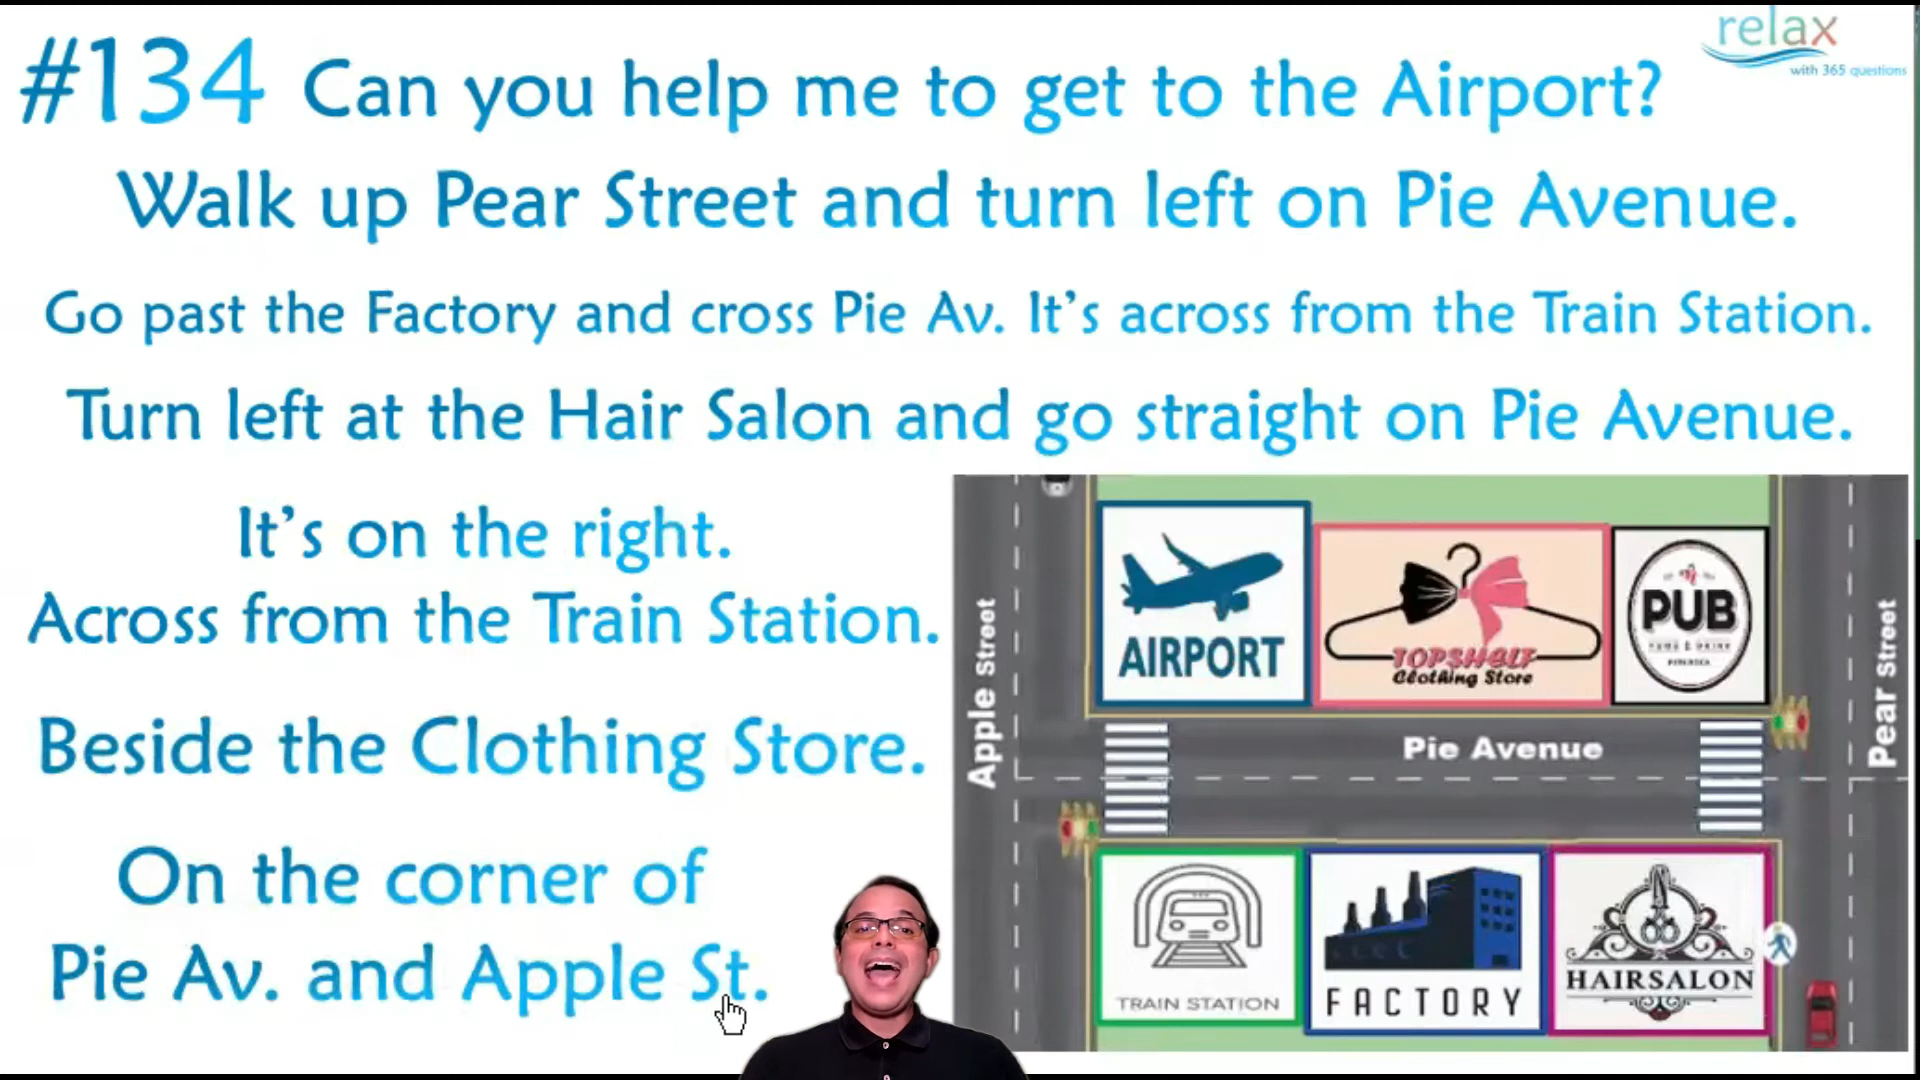 relax
with 365 questions
#134 Can you help me to get to the Airport?
Walk up Pear Street and turn left on Pie Avenue.
Go past the Factory and cross Pie Av. It's across from the Train Station.
Turn left at the Hair Salon and go straight on Pie Avenue.
It's on the right.
Across from the Train Station.
Beside the Clothing Store.
On the corner of
Pie Av. and Apple St.
Apple Street
AIRPORT
TOPSHELF
Clothing Store
PUB
Pear Street
Pie Avenue
TRAIN STATION
FACTORY
HAIRSALON